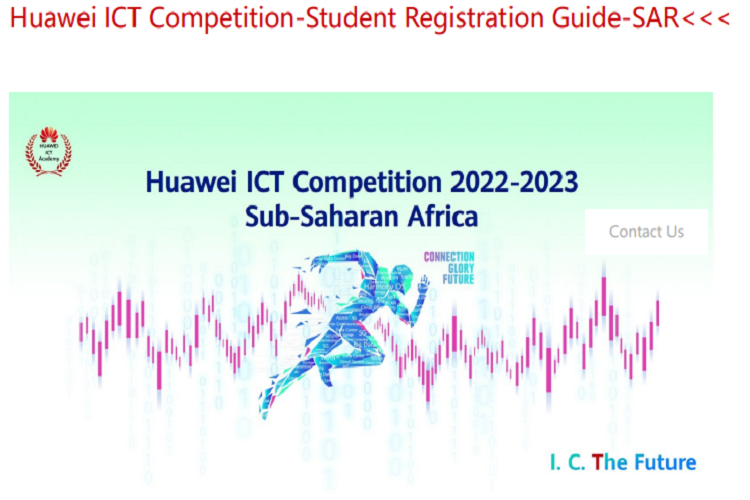 Huawei ICT Competition-Student Registration Guide-SAR<<<
HUAWEI
ICT
Academy
Huawei ICT Competition 2022-2023
Sub-Saharan Africa
Contact Us
CONNECTION
GLORY
FUTURE
I. C. The Future